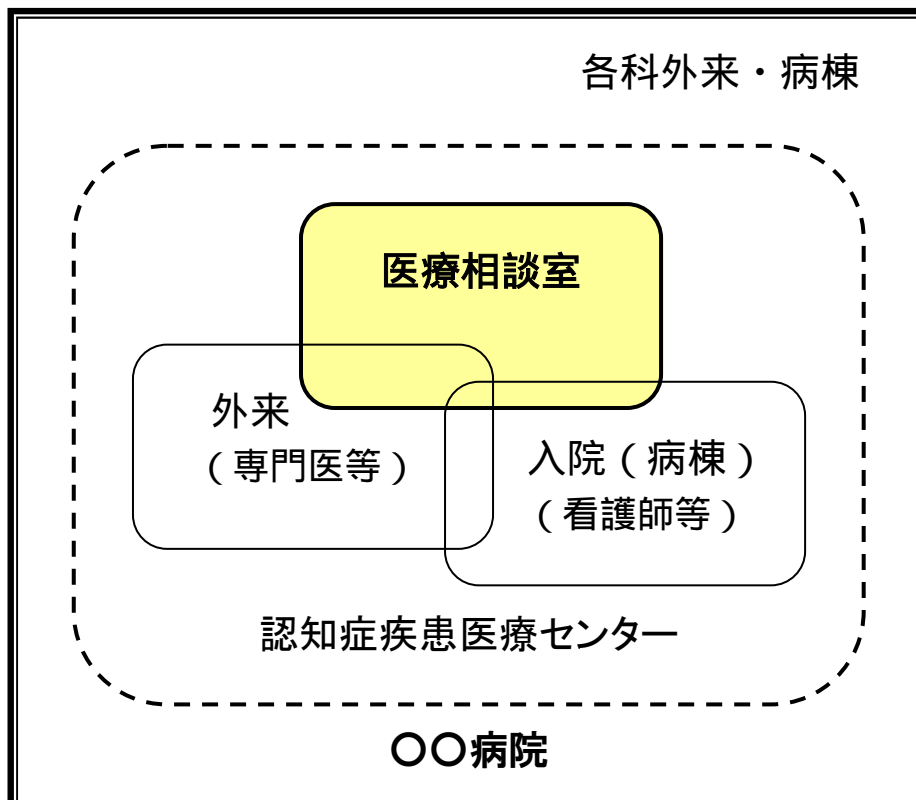 各科外来・病棟
医療相談室
外来
（専門医等）
入院（病棟）
（看護師等）
認知症疾患医療センター
〇〇病院